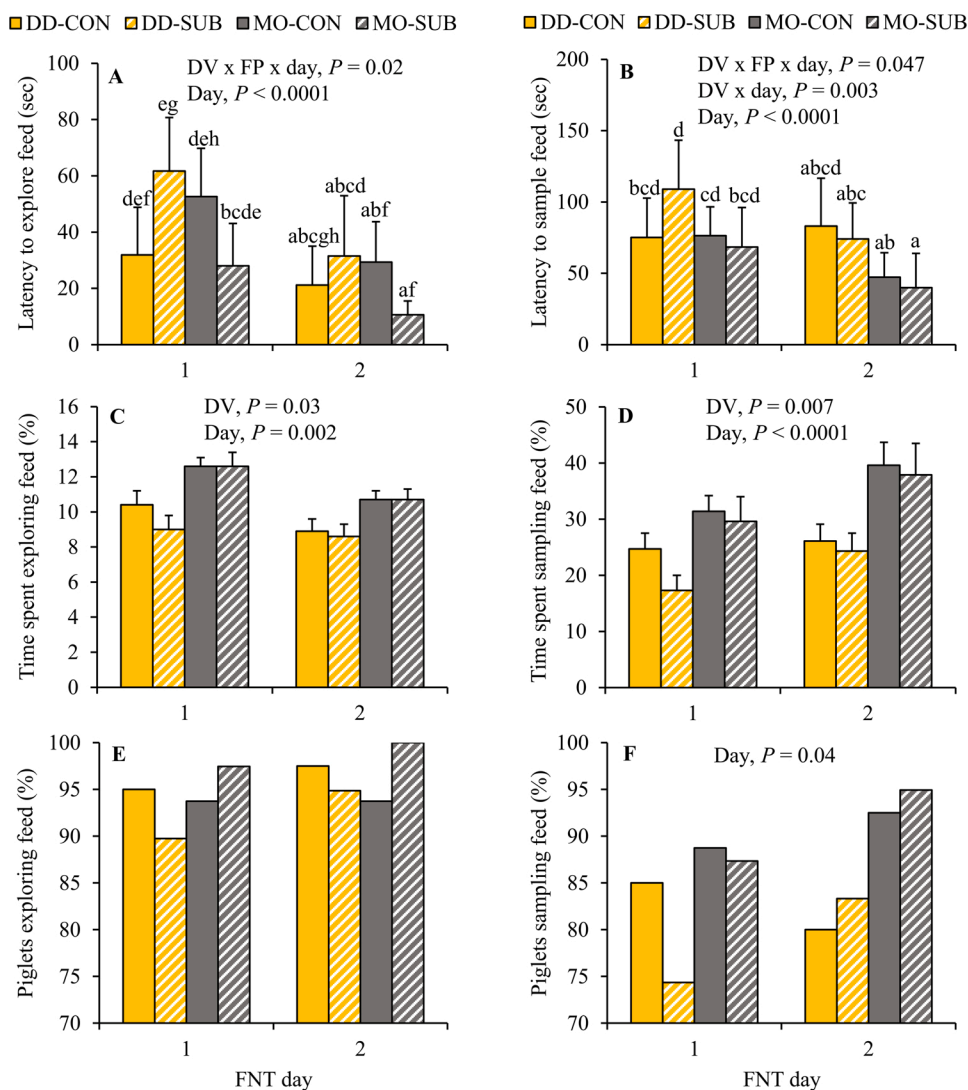 DD-CON DD-SUB MO-CON MO-SUB
DD-CON DD-SUB MO-CON MO-SUB
A
DV x FP x day, P = 0.02
Day, P < 0.0001
Latency to explore feed (sec)
100
80
60
40
20
0
def
eg
deh
bcde
abcgh
abcd
abf
af
1
2
B
DV x FP x day, P = 0.047
DV x day, P = 0.003
Day, P < 0.0001
Latency to sample feed (sec)
200
150
100
50
0
bcd
d
cd
bcd
abcd
abc
ab
a
1
2
C
DV, P = 0.03
Day, P = 0.002
Time spent exploring feed (%)
16
14
12
10
8
6
4
2
0
1
2
D
DV, P = 0.007
Day, P < 0.0001
Time spent sampling feed (%)
50
40
30
20
10
0
1
2
E
Piglets exploring feed (%)
100
95
90
85
80
75
70
1
2
FNT day
F
Day, P = 0.04
Piglets sampling feed (%)
100
95
90
85
80
75
70
1
2
FNT day